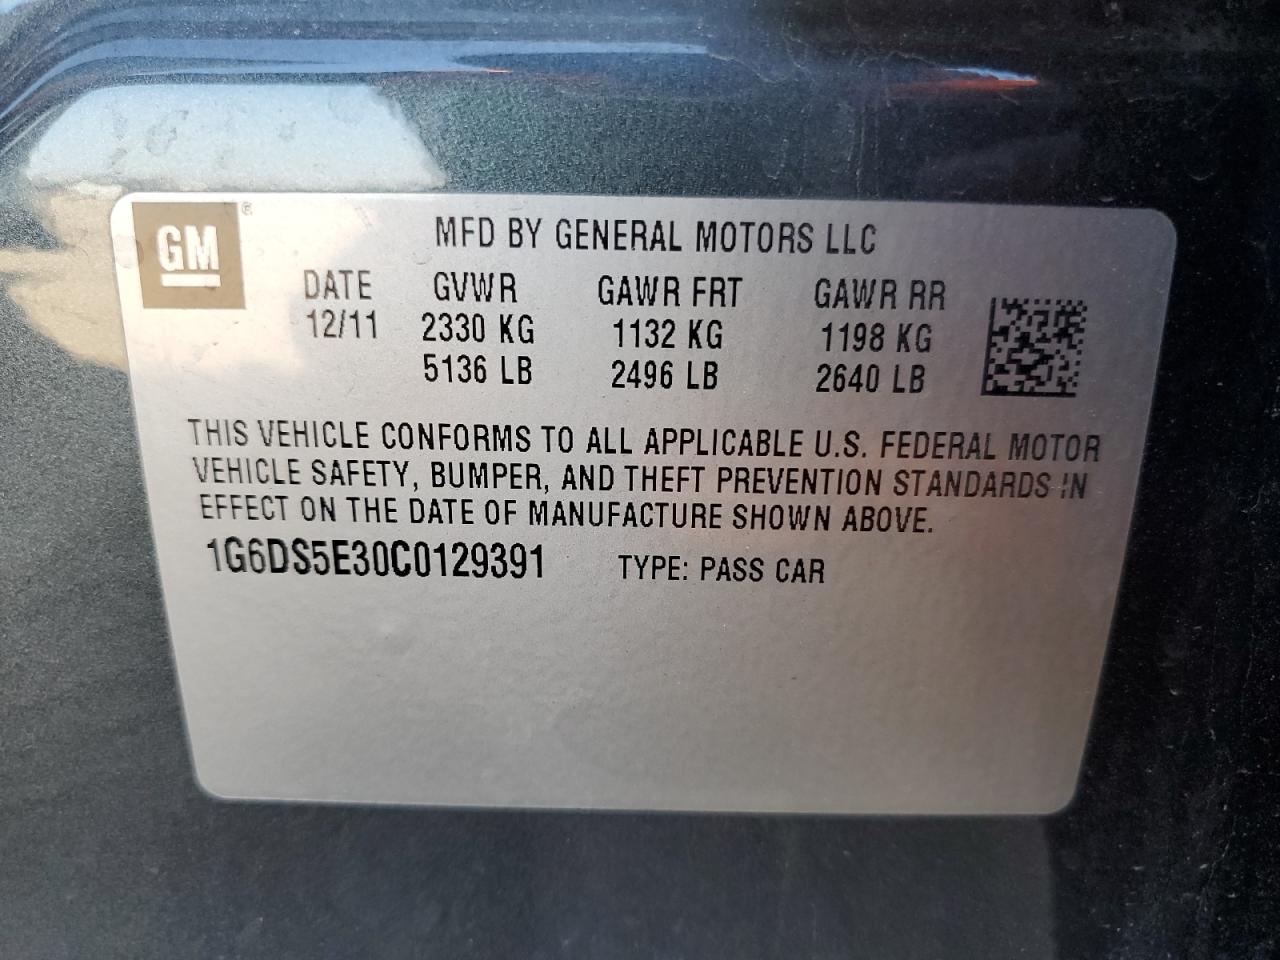 GM ®
MFD BY GENERAL MOTORS LLC
DATE GVWR GAWR FRT GAWR RR
12/11 2330 KG 1132 KG 1198 KG
5136 LB 2496 LB 2640 LB
THIS VEHICLE CONFORMS TO ALL APPLICABLE U.S. FEDERAL MOTOR
VEHICLE SAFETY, BUMPER, AND THEFT PREVENTION STANDARDS IN
EFFECT ON THE DATE OF MANUFACTURE SHOWN ABOVE.
1G6DS5E30C0129391 TYPE: PASS CAR